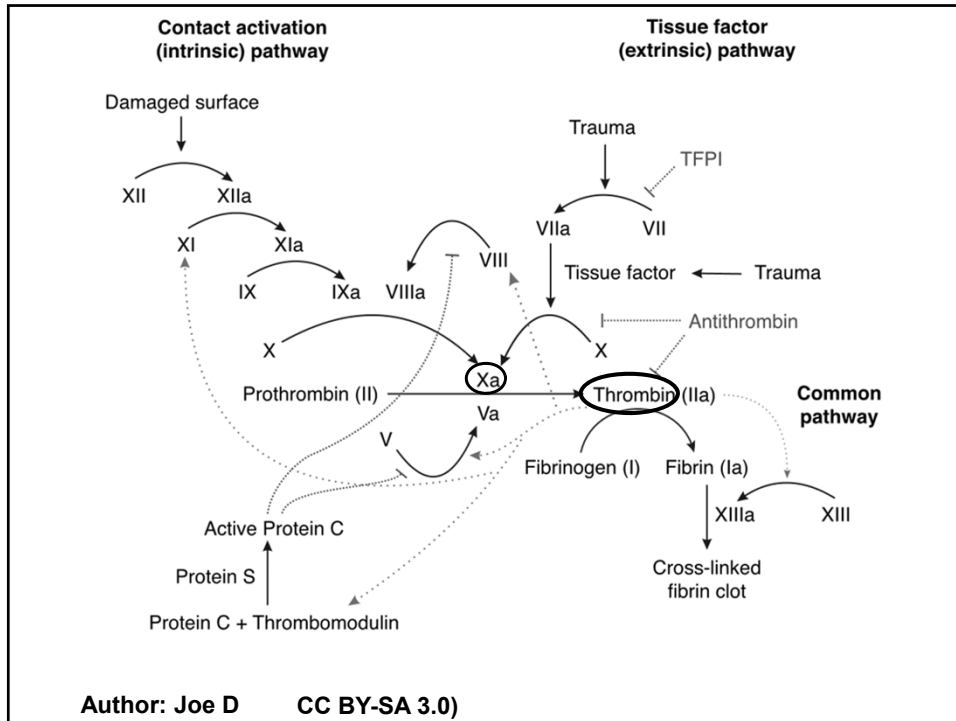 Contact activation
(intrinsic) pathway
Tissue factor
(extrinsic) pathway
Damaged surface
Trauma
TFPI
XII
XIIa
VIIa
VII
XI
XIa
VIII
Tissue factor
Trauma
IX
IXa
VIIIa
Antithrombin
X
X
Xa
Prothrombin (II)
Thrombin (IIa)
Common
pathway
Va
V
Fibrinogen (I)
Fibrin (Ia)
XIIIa
XIII
Active Protein C
Cross-linked
fibrin clot
Protein S
Protein C + Thrombomodulin
Author: Joe D CC BY-SA 3.0)